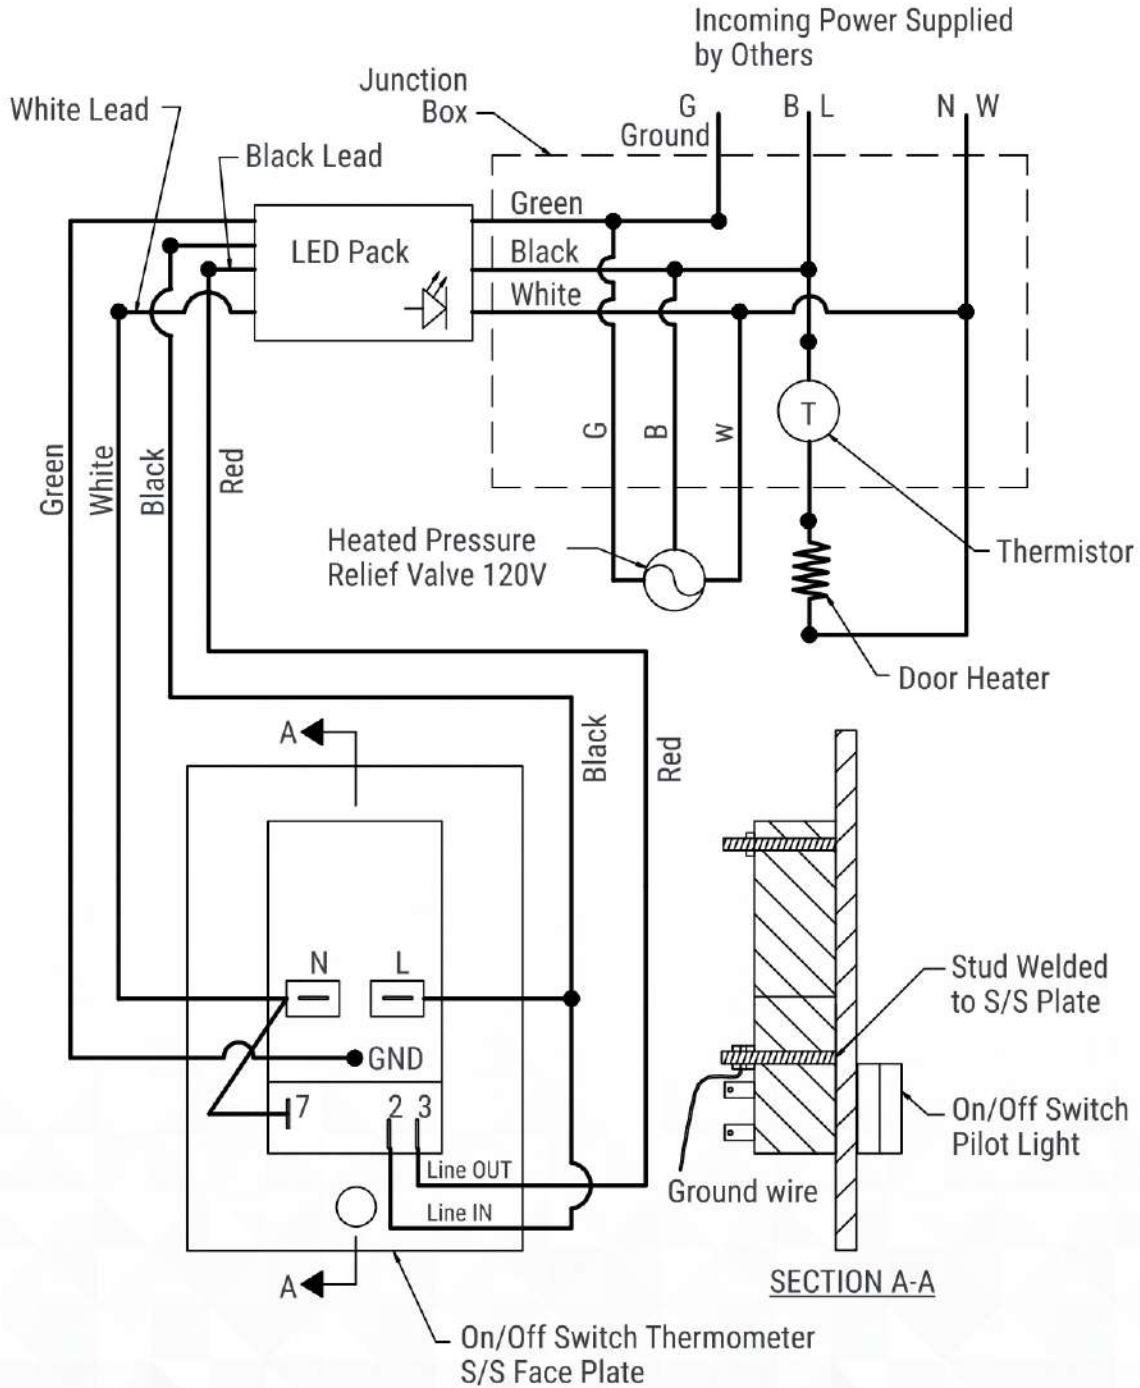 Incoming Power Supplied
by Others
Junction
Box
White Lead
G
B L
N W
Ground
Black Lead
Green
LED Pack
Black
White
G
B
W
T
Green
White
Black
Red
Heated Pressure
Relief Valve 120V
Thermistor
Door Heater
A
Black
Red
N
L
GND
7
2
3
Line OUT
Line IN
A
Stud Welded
to S/S Plate
On/Off Switch
Pilot Light
Ground wire
SECTION A-A
On/Off Switch Thermometer
S/S Face Plate